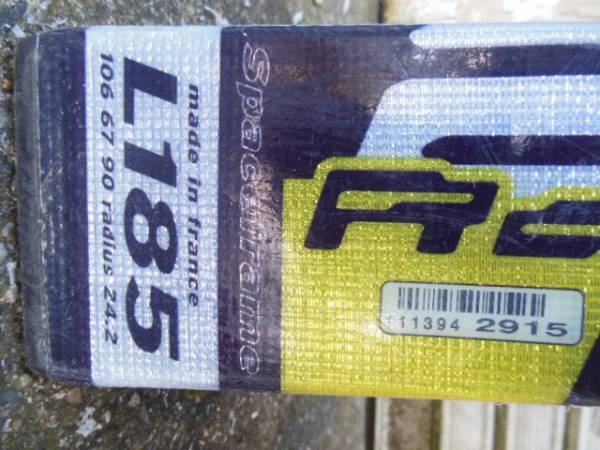 made in france
L185
106 67 90 radius 24.2
Spaceframe
11394 2915